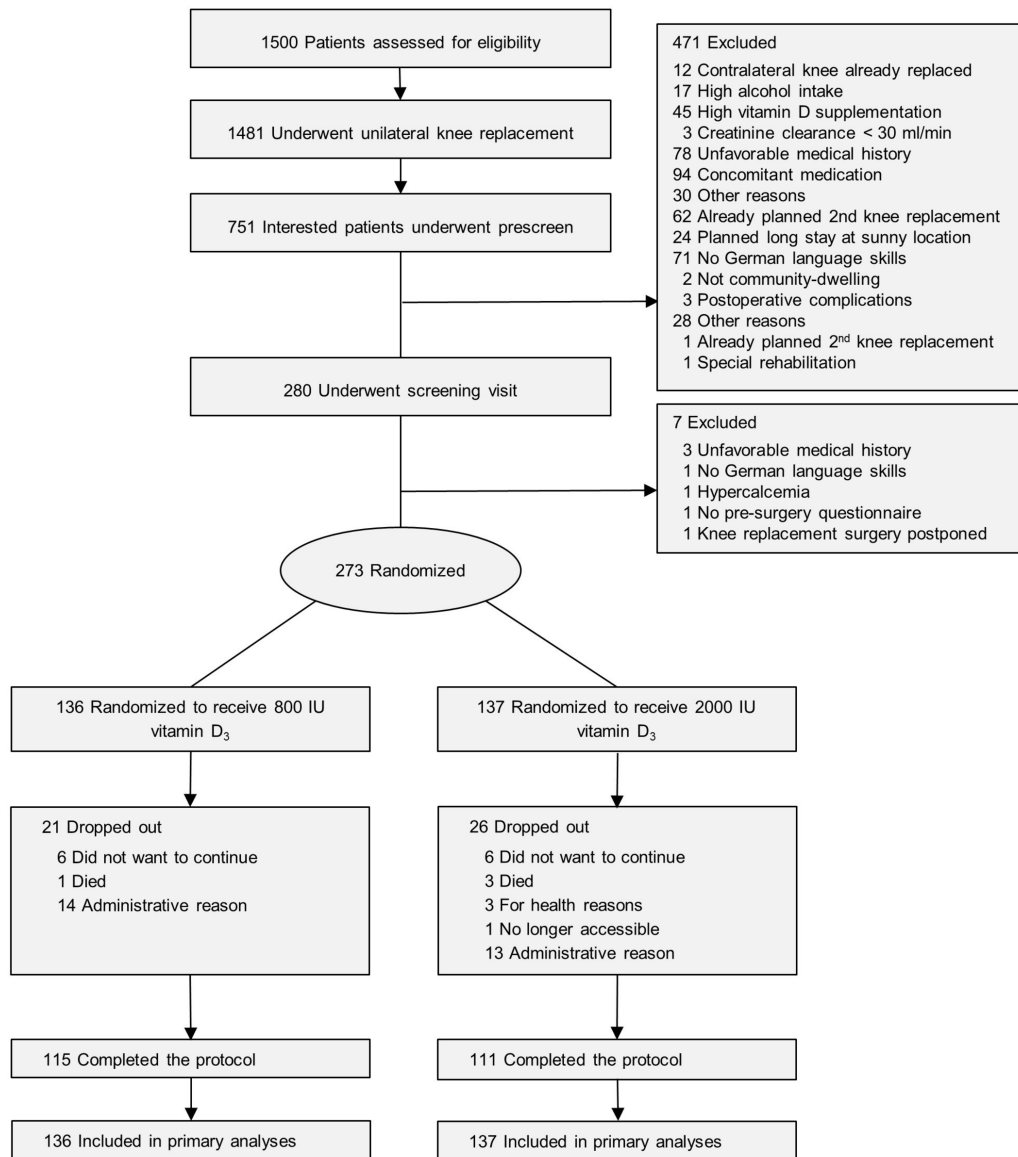 1500 Patients assessed for eligibility
1481 Underwent unilateral knee replacement
751 Interested patients underwent prescreen
471 Excluded
12 Contralateral knee already replaced
17 High alcohol intake
45 High vitamin D supplementation
3 Creatinine clearance < 30 ml/min
78 Unfavorable medical history
94 Concomitant medication
30 Other reasons
62 Already planned 2nd knee replacement
24 Planned long stay at sunny location
71 No German language skills
2 Not community-dwelling
3 Postoperative complications
28 Other reasons
1 Already planned 2nd knee replacement
1 Special rehabilitation
280 Underwent screening visit
7 Excluded
3 Unfavorable medical history
1 No German language skills
1 Hypercalcemia
1 No pre-surgery questionnaire
1 Knee replacement surgery postponed
273 Randomized
136 Randomized to receive 800 IU
vitamin D3
137 Randomized to receive 2000 IU
vitamin D3
21 Dropped out
6 Did not want to continue
1 Died
14 Administrative reason
26 Dropped out
6 Did not want to continue
3 Died
3 For health reasons
1 No longer accessible
13 Administrative reason
115 Completed the protocol
111 Completed the protocol
136 Included in primary analyses
137 Included in primary analyses